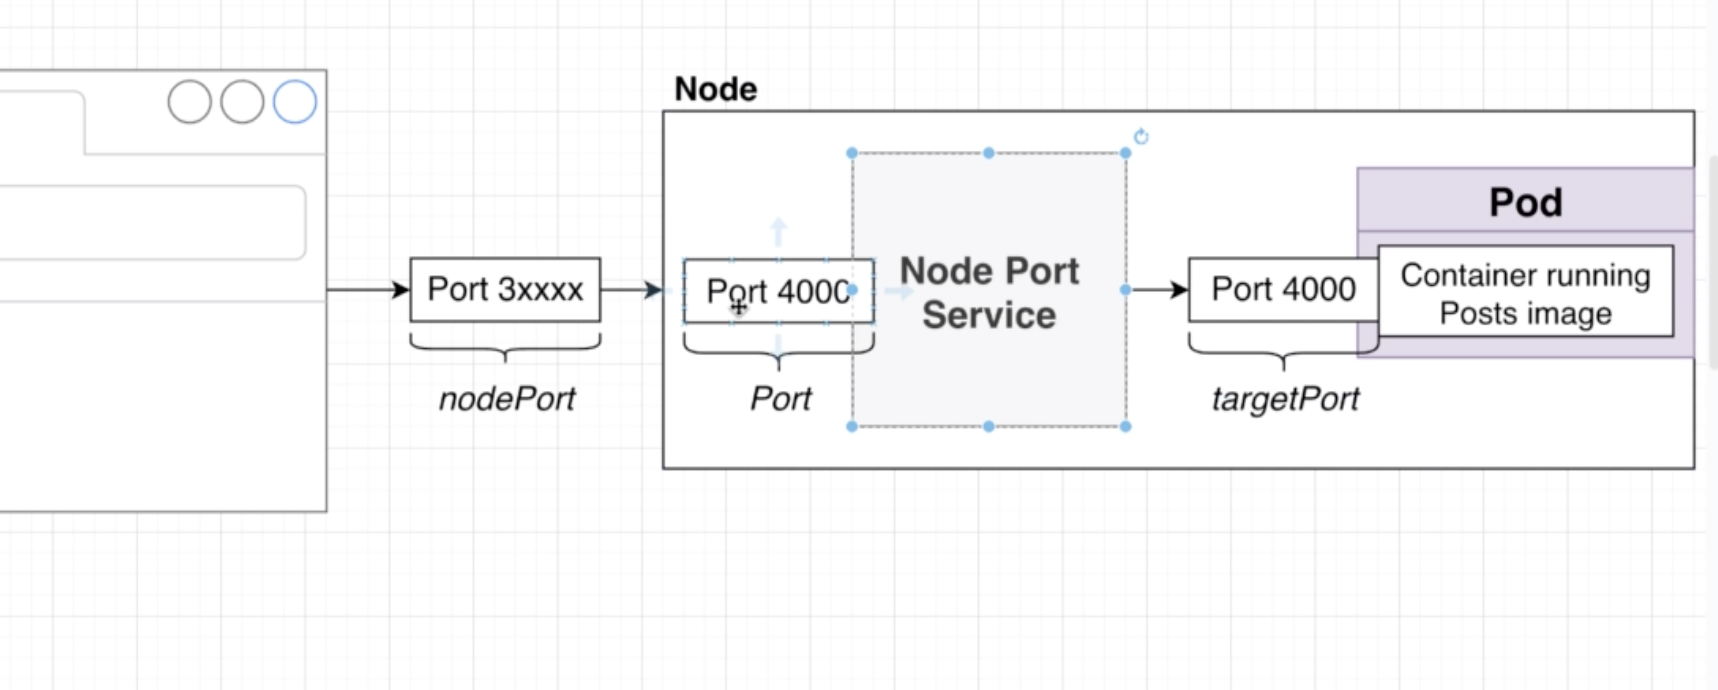 Node
Port 3xxxx
nodePort
Port 4000
Port
Node Port
Service
Port 4000
targetPort
Pod
Container running
Posts image